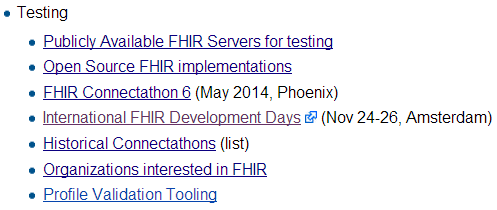 Testing
Publicly Available FHIR Servers for testing
Open Source FHIR implementations
FHIR Connectathon 6 (May 2014, Phoenix)
International FHIR Development Days (Nov 24-26, Amsterdam)
Historical Connectathons (list)
Organizations interested in FHIR
Profile Validation Tooling